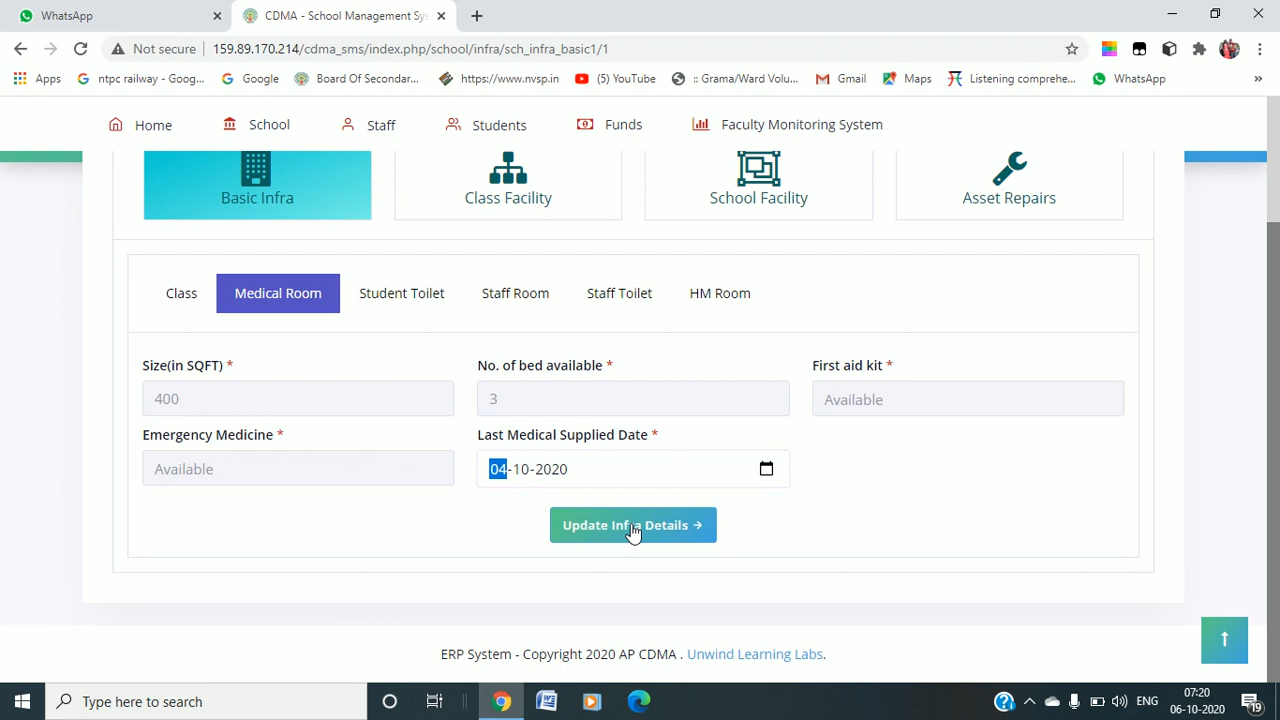 WhatsApp
CDMA - School Management Sys
Not secure 159.89.170.214/cdma_sms/index.php/school/infra/sch_infra_basic1/1
Apps ntpc railway - Goog... Google Board Of Secondar... https://www.nvsp.in (5) YouTube :: Grama/Ward Volu... Gmail Maps Listening comprehe... WhatsApp »
Home School Staff Students Funds Faculty Monitoring System
Basic Infra Class Facility School Facility Asset Repairs
Class Medical Room Student Toilet Staff Room Staff Toilet HM Room
Size(in SQFT) * No. of bed available * First aid kit *
400 3 Available
Emergency Medicine * Last Medical Supplied Date *
Available 04-10-2020
Update Infra Details →
ERP System - Copyright 2020 AP CDMA . Unwind Learning Labs.
Type here to search
ENG
07:20
06-10-2020
19